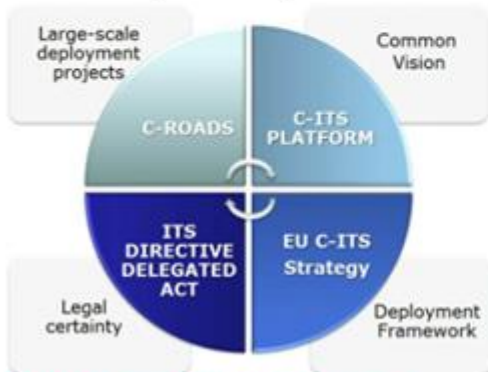 Large-scale
deployment
projects
Common
Vision
C-ROADS
C-ITS
PLATFORM
ITS
DIRECTIVE
DELEGATED
ACT
EU C-ITS
Strategy
Legal
certainty
Deployment
Framework